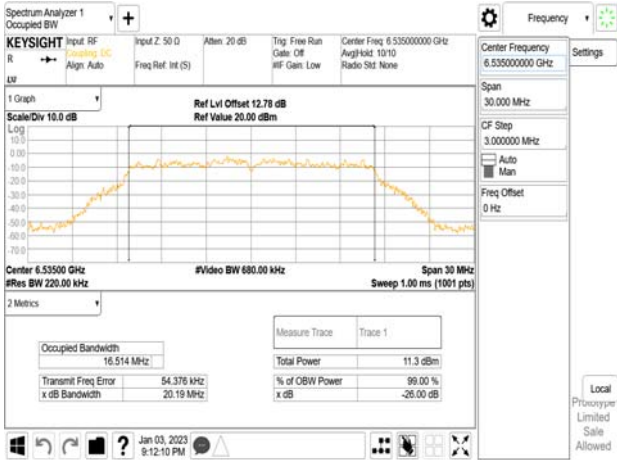 Spectrum Analyzer 1
Occupied BW
Frequency
KEYSIGHT
R
LXI
Input: RF
Coupling: DC
Align: Auto
Input Z: 50 Ω
Freq Ref: Int (S)
Atten: 20 dB
Trig: Free Run
Gate: Off
#IF Gain: Low
Center Freq: 6.535000000 GHz
Avg|Hold: 10/10
Radio Std: None
Center Frequency
6.535000000 GHz
Settings
Span
30.000 MHz
CF Step
3.000000 MHz
Auto
Man
Freq Offset
0 Hz
1 Graph
Ref Lvl Offset 12.78 dB
Scale/Div 10.0 dB
Ref Value 20.00 dBm
Log
10.0
0.00
-10.0
-20.0
-30.0
-40.0
-50.0
-60.0
-70.0
Center 6.53500 GHz
#Video BW 680.00 kHz
Span 30 MHz
#Res BW 220.00 kHz
Sweep 1.00 ms (1001 pts)
2 Metrics
Measure Trace
Trace 1
Occupied Bandwidth
16.514 MHz
Total Power
11.3 dBm
Transmit Freq Error
54.376 kHz
% of OBW Power
99.00 %
x dB Bandwidth
20.19 MHz
x dB
-26.00 dB
Local
Prototype
Limited
Sale
Allowed
?
Jan 03, 2023
9:12:10 PM